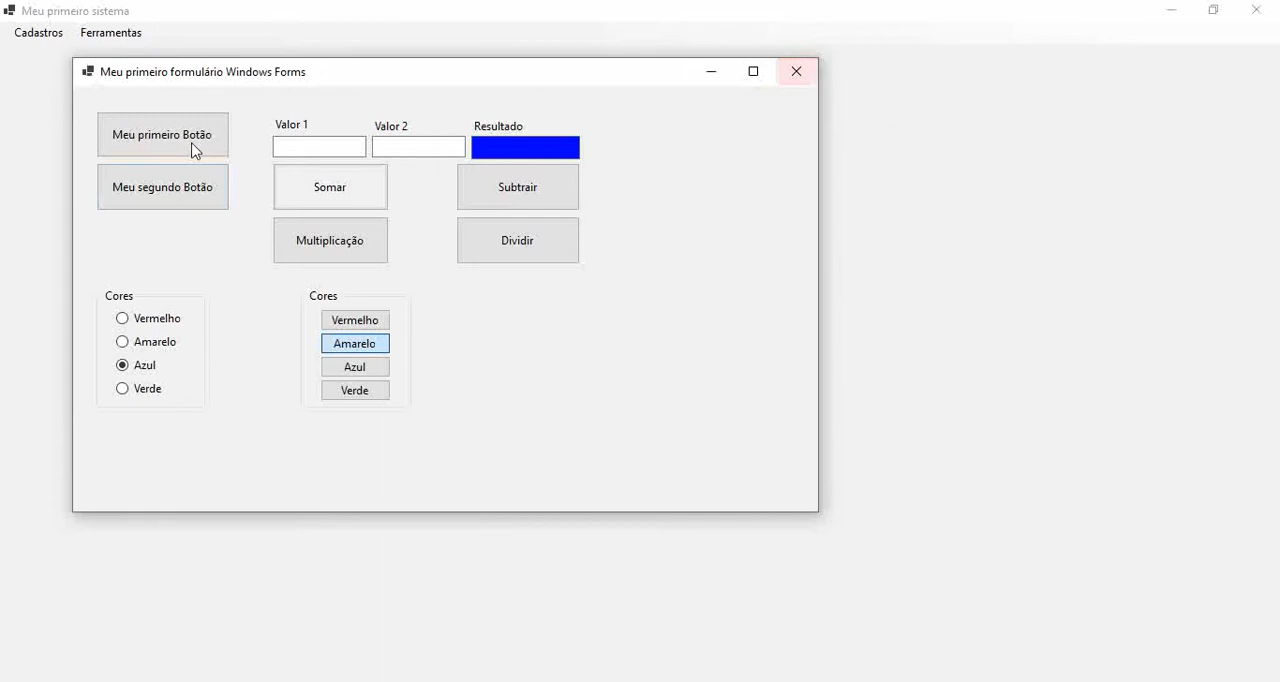 Meu primeiro sistema
Cadastros Ferramentas
Meu primeiro formulário Windows Forms
Meu primeiro Botão
Valor 1
Valor 2
Resultado
Meu segundo Botão
Somar
Subtrair
Multiplicação
Dividir
Cores
Vermelho
Amarelo
Azul
Verde
Cores
Vermelho
Amarelo
Azul
Verde